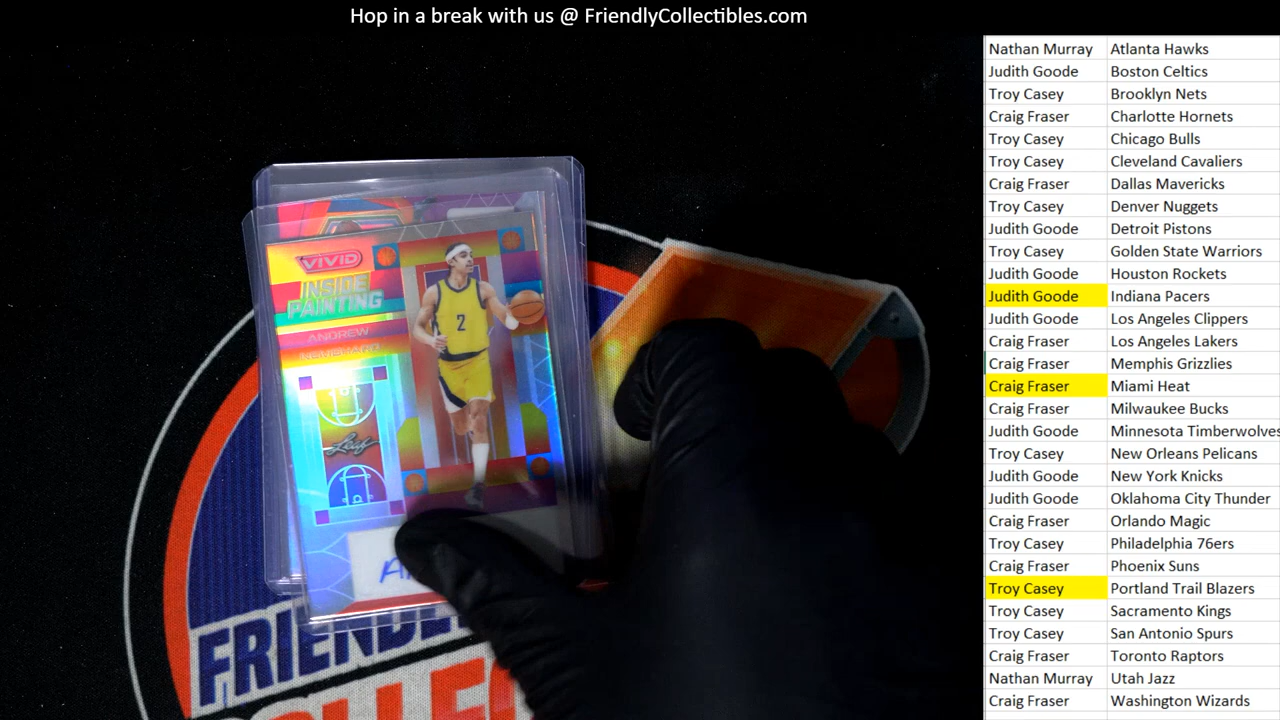 Hop in a break with us @ FriendlyCollectibles.com
Nathan Murray Atlanta Hawks
Judith Goode Boston Celtics
Troy Casey Brooklyn Nets
Craig Fraser Charlotte Hornets
Troy Casey Chicago Bulls
Troy Casey Cleveland Cavaliers
Craig Fraser Dallas Mavericks
Troy Casey Denver Nuggets
Judith Goode Detroit Pistons
Troy Casey Golden State Warriors
Judith Goode Houston Rockets
Judith Goode Indiana Pacers
Judith Goode Los Angeles Clippers
Craig Fraser Los Angeles Lakers
Craig Fraser Memphis Grizzlies
Craig Fraser Miami Heat
Craig Fraser Milwaukee Bucks
Judith Goode Minnesota Timberwolves
Troy Casey New Orleans Pelicans
Judith Goode New York Knicks
Judith Goode Oklahoma City Thunder
Craig Fraser Orlando Magic
Troy Casey Philadelphia 76ers
Craig Fraser Phoenix Suns
Troy Casey Portland Trail Blazers
Troy Casey Sacramento Kings
Troy Casey San Antonio Spurs
Craig Fraser Toronto Raptors
Nathan Murray Utah Jazz
Craig Fraser Washington Wizards
VIVID
INSIDE
PAINTING
ANDREW
2
Leaf